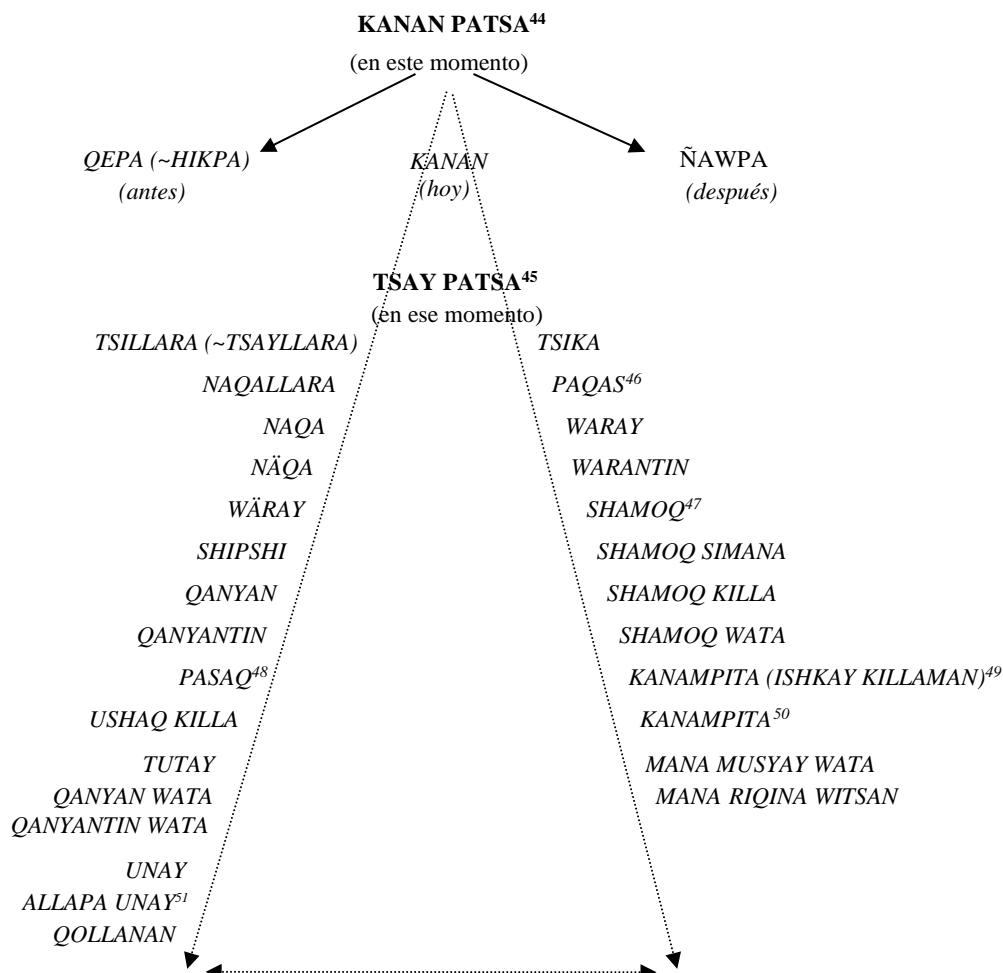 KANAN PATSA44
(en este momento)
QEPA (~HIKPA) KANAN ÑAWPA
(antes) (hoy) (después)
TSAY PATSA45
(en ese momento)
TSILLARA (~TSAYLLARA) TSIKA
NAQALLARA PAQAS46
NAQA WARAY
NÄQA WARANTIN
WÄRAY SHAMOQ47
SHIPSHI SHAMOQ SIMANA
QANYAN SHAMOQ KILLA
QANYANTIN SHAMOQ WATA
PASAQ48 KANAMPITA (ISHKAY KILLAMAN)49
USHAQ KILLA KANAMPITA50
TUTAY MANA MUSYAY WATA
QANYAN WATA MANA RIQINA WITSAN
QANYANTIN WATA
UNAY
ALLAPA UNAY51
QOLLANAN